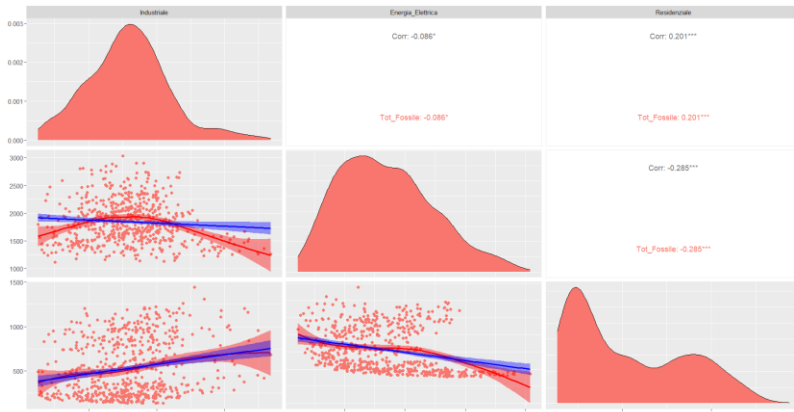 Industriale
Energia_Elettrica
Residenziale
0.003
0.002
0.001
0.000
Corr: -0.086*
Tot_Fossile: -0.086*
Corr: 0.201***
Tot_Fossile: 0.201***
3000
2500
2000
1500
1000
Corr: -0.285***
Tot_Fossile: -0.285***
1500
1000
500